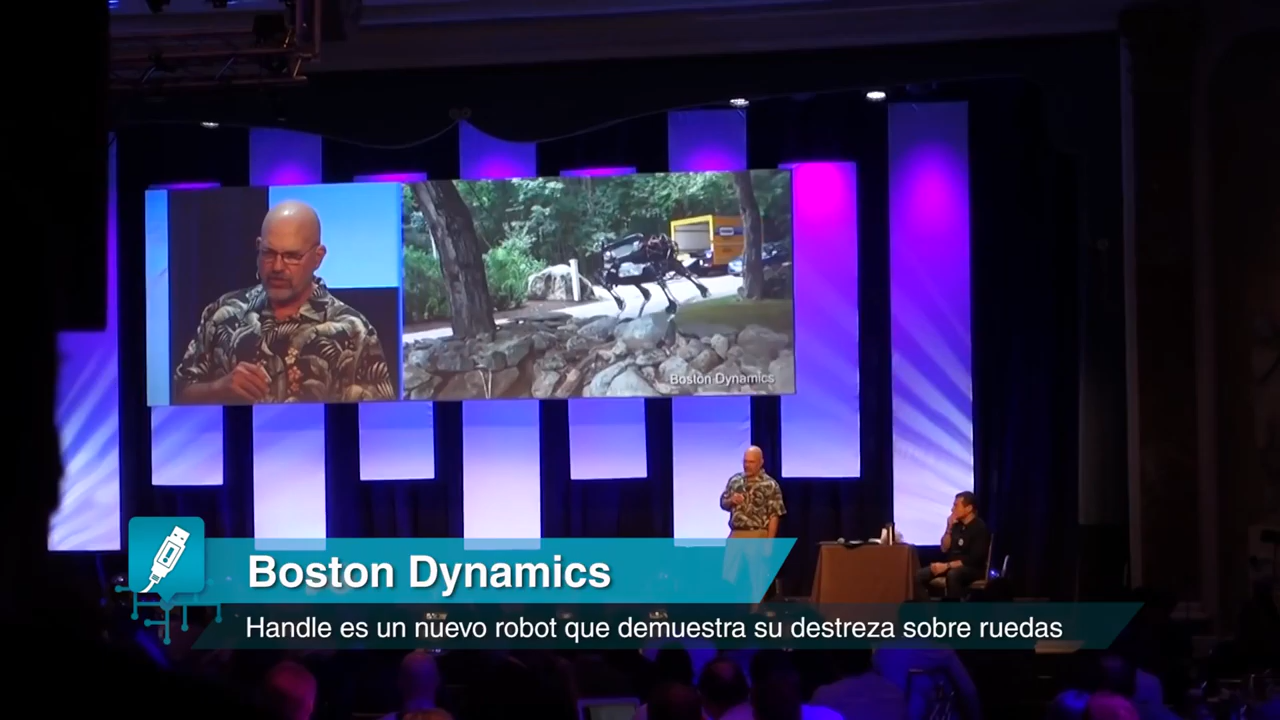 Boston Dynamics
Boston Dynamics
Handle es un nuevo robot que demuestra su destreza sobre ruedas